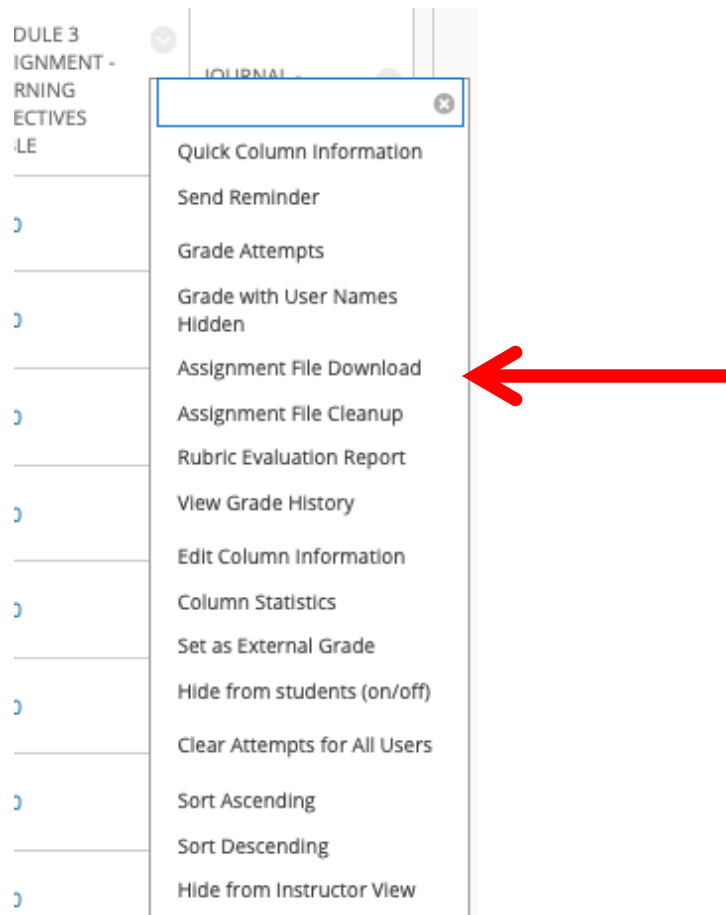 DULE 3
IGNMENT -
RNING
ECTIVES
LE
JOURNAL -
Quick Column Information
Send Reminder
Grade Attempts
Grade with User Names
Hidden
Assignment File Download
Assignment File Cleanup
Rubric Evaluation Report
View Grade History
Edit Column Information
Column Statistics
Set as External Grade
Hide from students (on/off)
Clear Attempts for All Users
Sort Ascending
Sort Descending
Hide from Instructor View